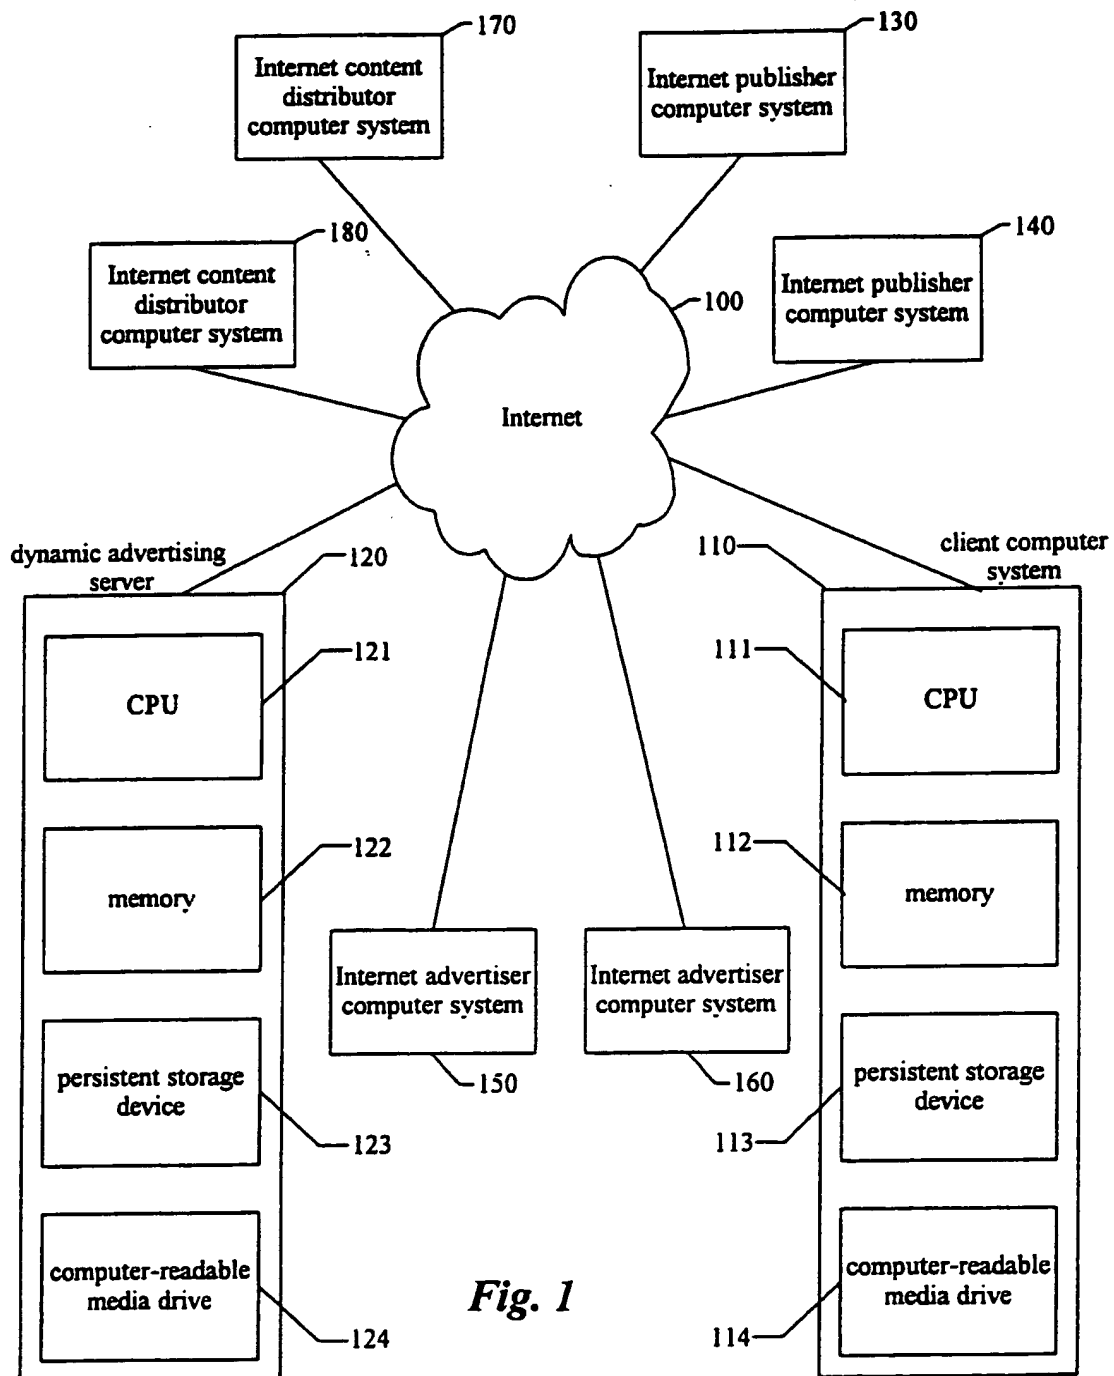 170
Internet content
distributor
computer system
130
Internet publisher
computer system
180
Internet content
distributor
computer system
140
Internet publisher
computer system
100
Internet
dynamic advertising
server
120
110
client computer
system
121
CPU
111
CPU
122
memory
112
memory
Internet advertiser
computer system
150
Internet advertiser
computer system
160
persistent storage
device
123
persistent storage
device
113
computer-readable
media drive
124
Fig. 1
computer-readable
media drive
114